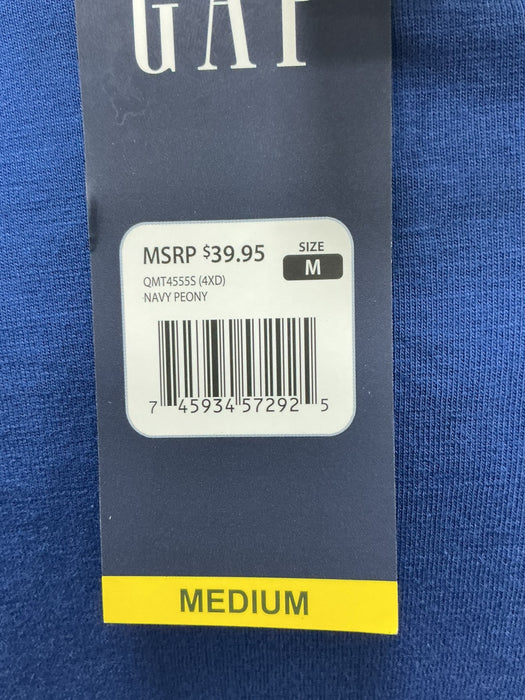 GAP
MSRP $39.95
SIZE
M
QMT4555S (4XD)
NAVY PEONY
7 45934 57292 5
MEDIUM